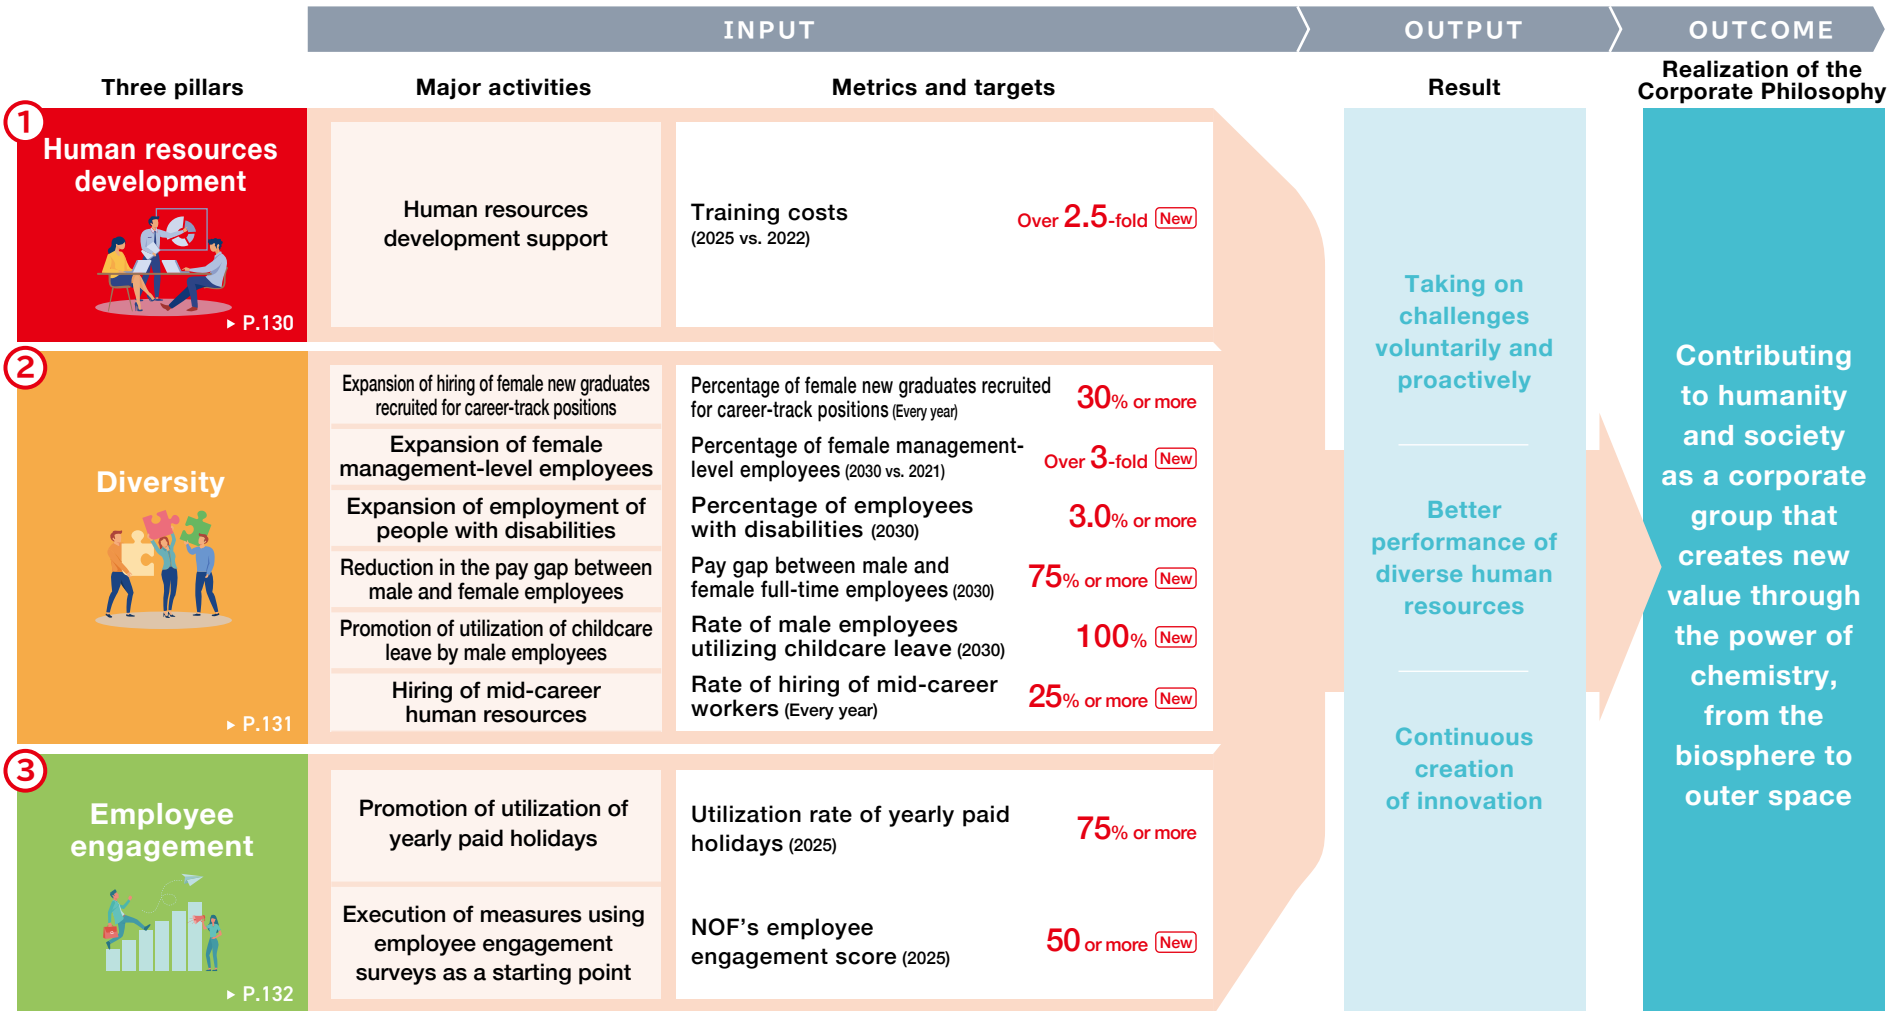 INPUT
OUTPUT
OUTCOME
Three pillars
Major activities
Metrics and targets
Result
Realization of the
Corporate Philosophy
1
Human resources
development
P.130
Human resources
development support
Training costs
(2025 vs. 2022)
Over 2.5-fold New
2
Diversity
P.131
Expansion of hiring of female new graduates
recruited for career-track positions
Percentage of female new graduates recruited
for career-track positions (Every year)
30% or more
Expansion of female
management-level employees
Percentage of female management-
level employees (2030 vs. 2021)
Over 3-fold New
Expansion of employment of
people with disabilities
Percentage of employees
with disabilities (2030)
3.0% or more
Reduction in the pay gap between
male and female employees
Pay gap between male and
female full-time employees (2030)
75% or more New
Promotion of utilization of childcare
leave by male employees
Rate of male employees
utilizing childcare leave (2030)
100% New
Hiring of mid-career
human resources
Rate of hiring of mid-career
workers (Every year)
25% or more New
3
Employee
engagement
P.132
Promotion of utilization of
yearly paid holidays
Utilization rate of yearly paid
holidays (2025)
75% or more
Execution of measures using
employee engagement
surveys as a starting point
NOF's employee
engagement score (2025)
50 or more New
Taking on
challenges
voluntarily and
proactively
Better
performance of
diverse human
resources
Continuous
creation
of innovation
Contributing
to humanity
and society
as a corporate
group that
creates new
value through
the power of
chemistry,
from the
biosphere to
outer space